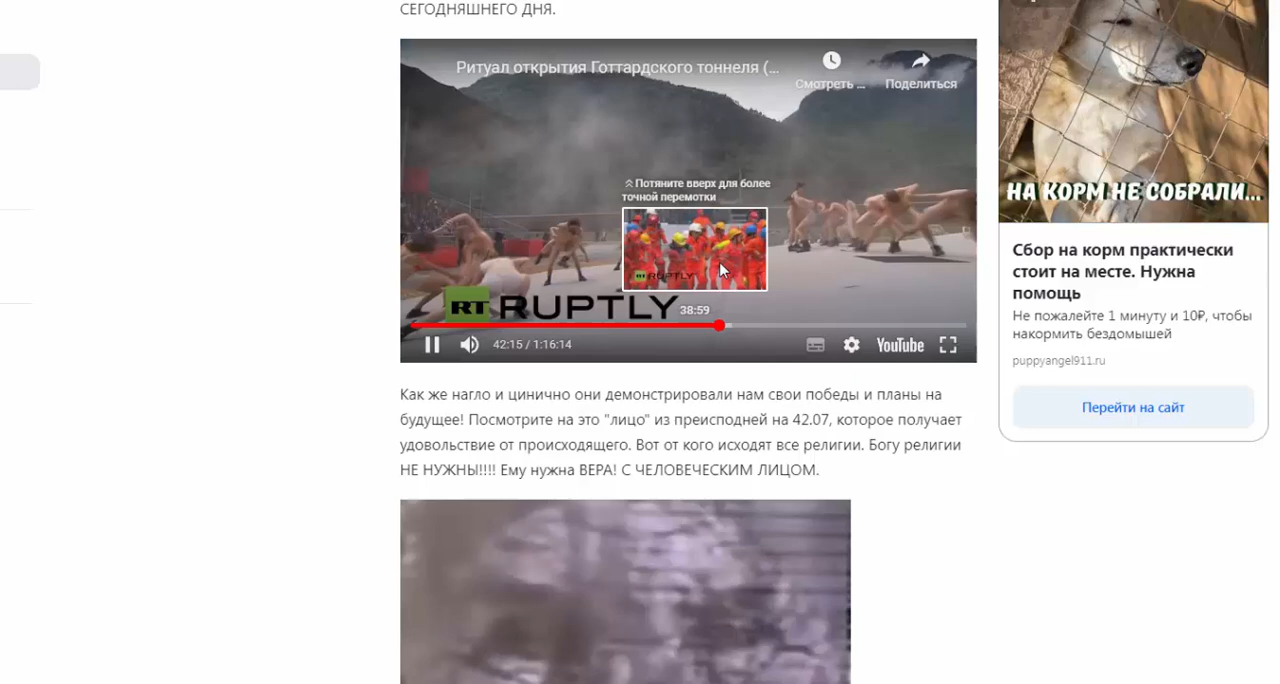 СЕГОДНЯШНЕГО ДНЯ.
Ритуал открытия Готтардского тоннеля (...
Смотреть ...
Поделиться
Потяните вверх для более
точной перемотки
RUPTLY
RT RUPTLY
38:59
42:15 / 1:16:14
YouTube
Как же нагло и цинично они демонстрировали нам свои победы и планы на
будущее! Посмотрите на это "лицо" из преисподней на 42.07, которое получает
удовольствие от происходящего. Вот от кого исходят все религии. Богу религии
НЕ НУЖНЫ!!!! Ему нужна ВЕРА! С ЧЕЛОВЕЧЕСКИМ ЛИЦОМ.
НА КОРМ НЕ СОБРАЛИ...
Сбор на корм практически
стоит на месте. Нужна
помощь
Не пожалейте 1 минуту и 10₽, чтобы
накормить бездомышей
puppyangel911.ru
Перейти на сайт